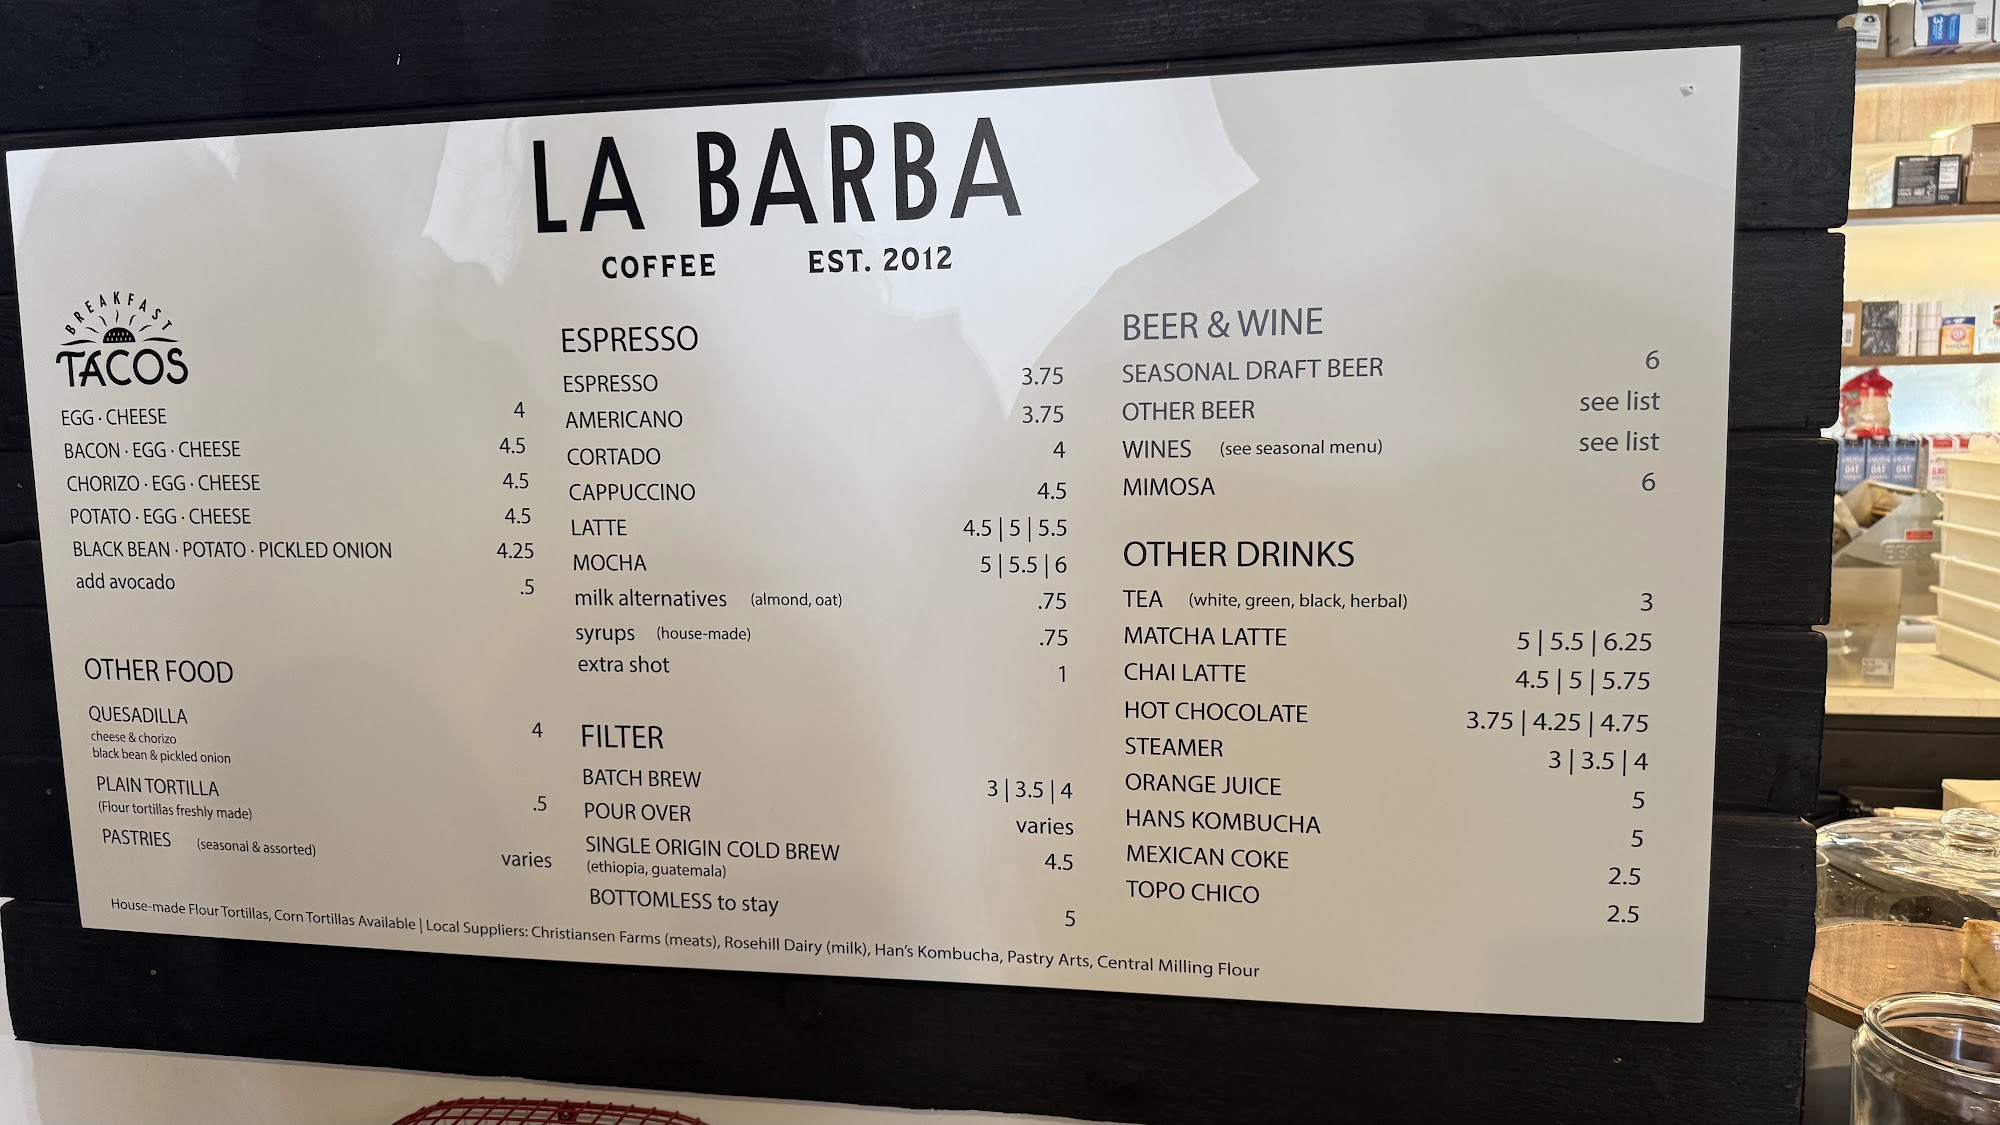 LA BARBA
COFFEE EST. 2012
BREAKFAST
TACOS
EGG · CHEESE 4
BACON · EGG · CHEESE 4.5
CHORIZO · EGG · CHEESE 4.5
POTATO · EGG · CHEESE 4.5
BLACK BEAN · POTATO · PICKLED ONION 4.25
add avocado .5
OTHER FOOD
QUESADILLA 4
cheese & chorizo
black bean & pickled onion
PLAIN TORTILLA .5
(Flour tortillas freshly made)
PASTRIES (seasonal & assorted) varies
ESPRESSO
ESPRESSO 3.75
AMERICANO 3.75
CORTADO 4
CAPPUCCINO 4.5
LATTE 4.5 | 5 | 5.5
MOCHA 5 | 5.5 | 6
milk alternatives (almond, oat) .75
syrups (house-made) .75
extra shot 1
FILTER
BATCH BREW 3 | 3.5 | 4
POUR OVER varies
SINGLE ORIGIN COLD BREW 4.5
(ethiopia, guatemala)
BOTTOMLESS to stay 5
BEER & WINE
SEASONAL DRAFT BEER 6
OTHER BEER see list
WINES (see seasonal menu) see list
MIMOSA 6
OTHER DRINKS
TEA (white, green, black, herbal) 3
MATCHA LATTE 5 | 5.5 | 6.25
CHAI LATTE 4.5 | 5 | 5.75
HOT CHOCOLATE 3.75 | 4.25 | 4.75
STEAMER 3 | 3.5 | 4
ORANGE JUICE 5
HANS KOMBUCHA 5
MEXICAN COKE 2.5
TOPO CHICO 2.5
House-made Flour Tortillas, Corn Tortillas Available | Local Suppliers: Christiansen Farms (meats), Rosehill Dairy (milk), Han's Kombucha, Pastry Arts, Central Milling Flour
OAT OAT OAT